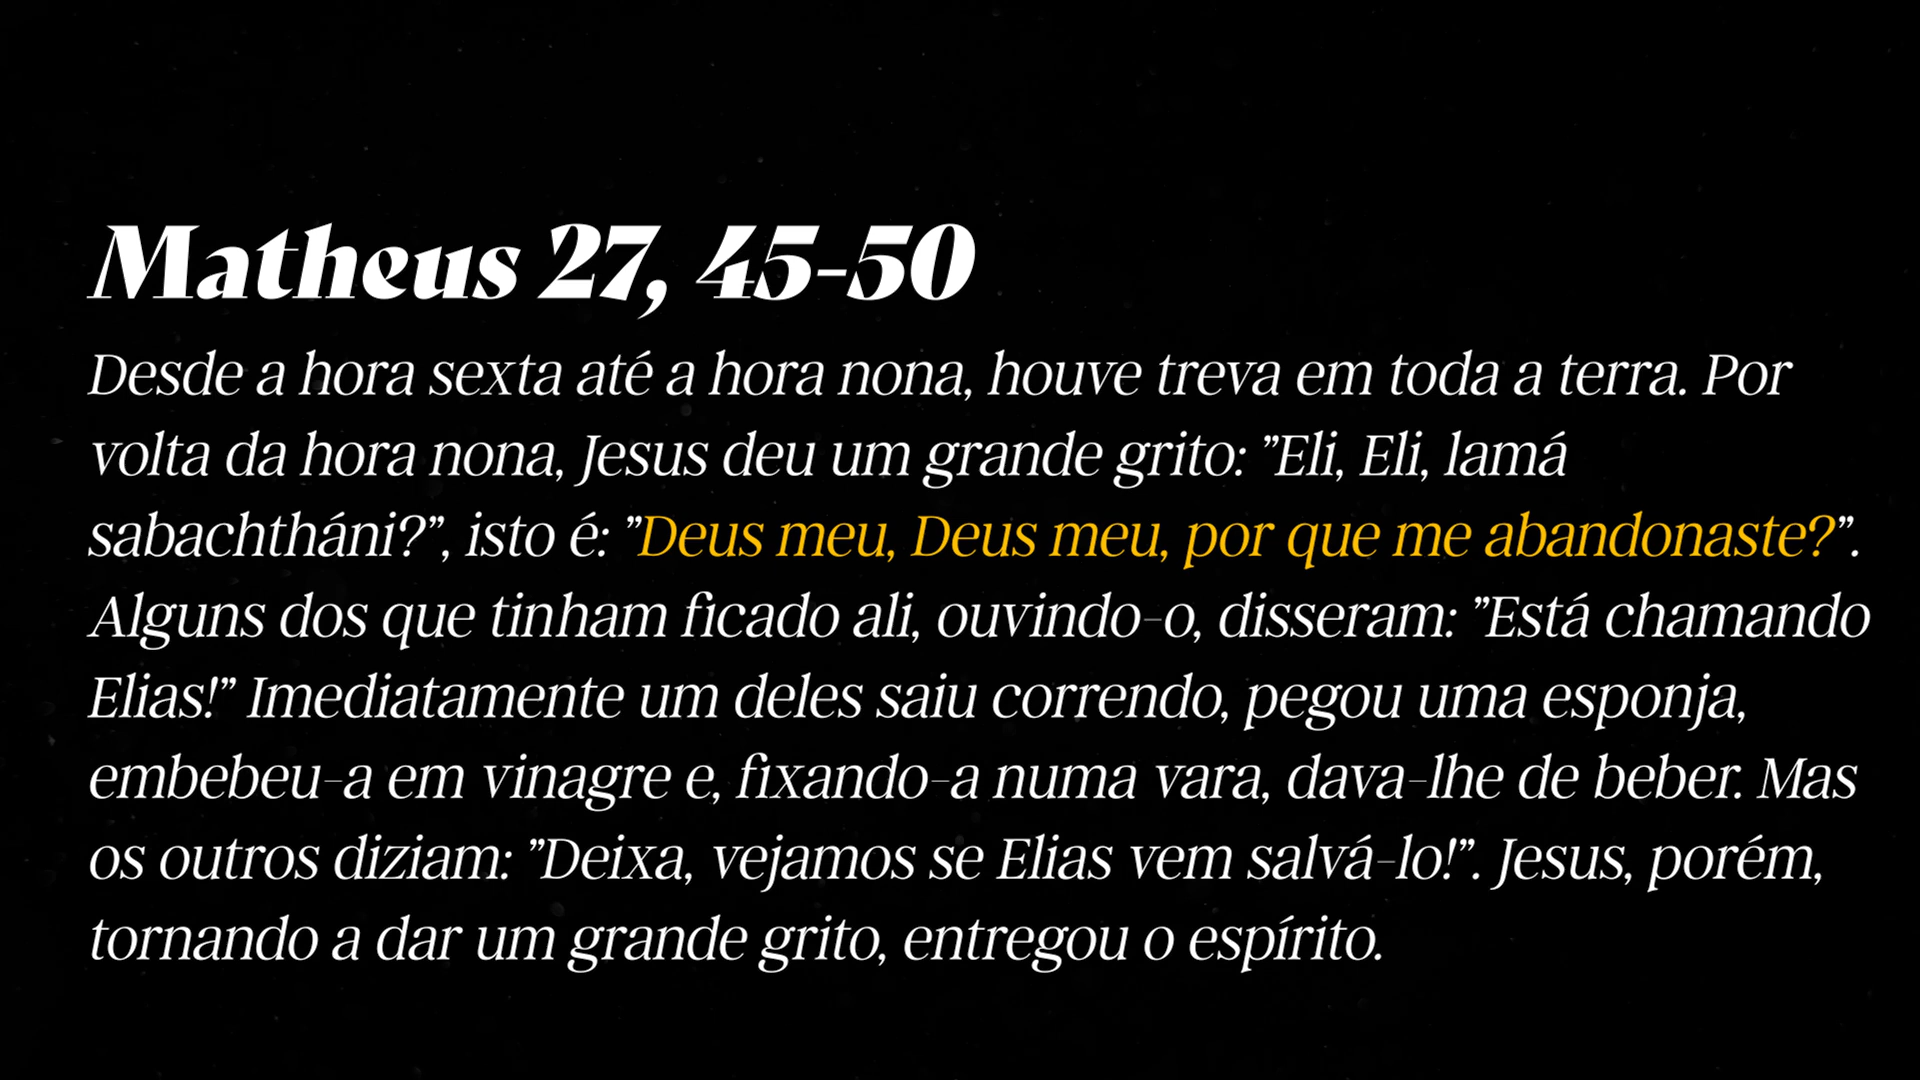 Matheus 27, 45-50
Desde a hora sexta até a hora nona, houve treva em toda a terra. Por
volta da hora nona, Jesus deu um grande grito: ”Eli, Eli, lamá
sabachtháni?”, isto é: ”Deus meu, Deus meu, por que me abandonaste?”.
Alguns dos que tinham ficado ali, ouvindo-o, disseram: ”Está chamando
Elias!” Imediatamente um deles saiu correndo, pegou uma esponja,
embebeu-a em vinagre e, fixando-a numa vara, dava-lhe de beber. Mas
os outros diziam: ”Deixa, vejamos se Elias vem salvá-lo!”. Jesus, porém,
tornando a dar um grande grito, entregou o espírito.